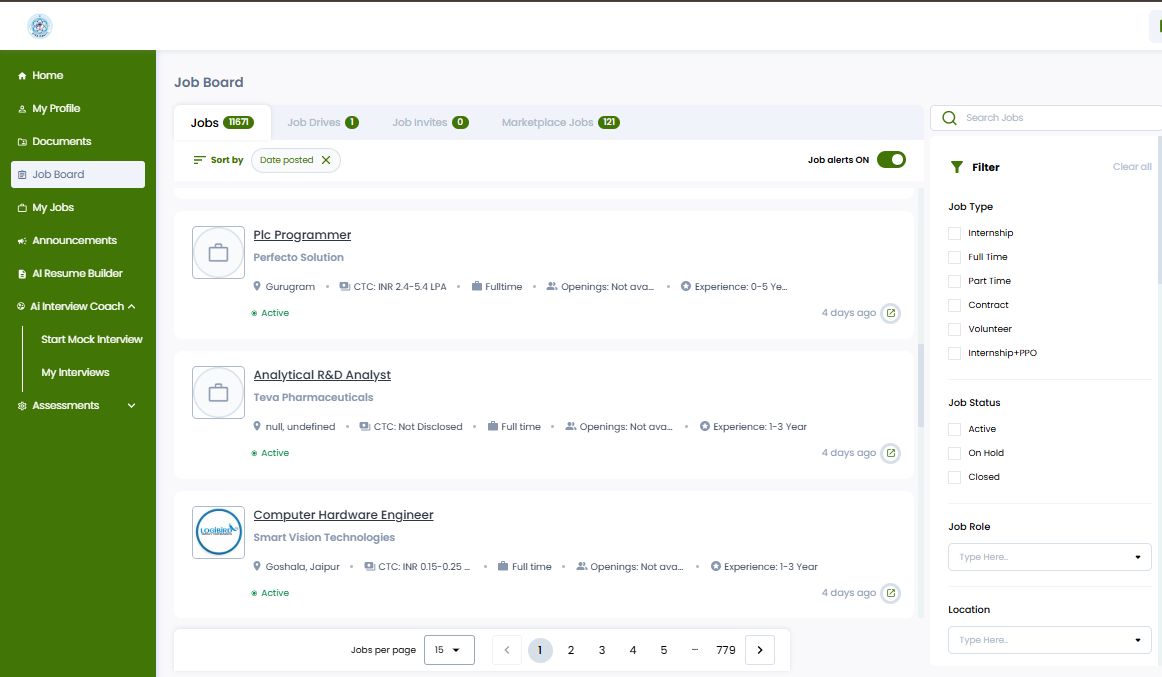 Home
My Profile
Documents
Job Board
My Jobs
Announcements
AI Resume Builder
Ai Interview Coach
Start Mock Interview
My Interviews
Assessments
Job Board
Jobs 11671 Job Drives 1 Job Invites 0 Marketplace Jobs 121
Sort by Date posted Job alerts ON
Plc Programmer
Perfecto Solution
Gurugram • CTC: INR 2.4-5.4 LPA • Fulltime • Openings: Not ava... • Experience: 0-5 Ye...
Active 4 days ago
Analytical R&D Analyst
Teva Pharmaceuticals
null, undefined • CTC: Not Disclosed • Full time • Openings: Not ava... • Experience: 1-3 Year
Active 4 days ago
LOGIBIRD
Computer Hardware Engineer
Smart Vision Technologies
Goshala, Jaipur • CTC: INR 0.15-0.25 ... • Full time • Openings: Not ava... • Experience: 1-3 Year
Active 4 days ago
Jobs per page 15 < 1 2 3 4 5 ... 779 >
Search Jobs
Filter Clear all
Job Type
Internship
Full Time
Part Time
Contract
Volunteer
Internship+PPO
Job Status
Active
On Hold
Closed
Job Role
Type Here..
Location
Type Here..